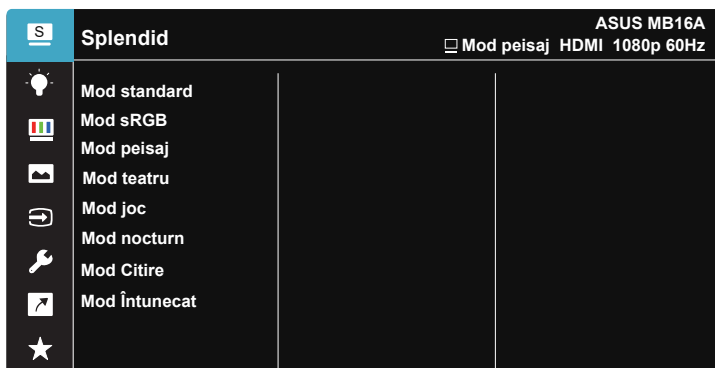 S
Splendid
ASUS MB16A
Mod peisaj HDMI 1080p 60Hz
Mod standard
Mod sRGB
Mod peisaj
Mod teatru
Mod joc
Mod nocturn
Mod Citire
Mod Întunecat